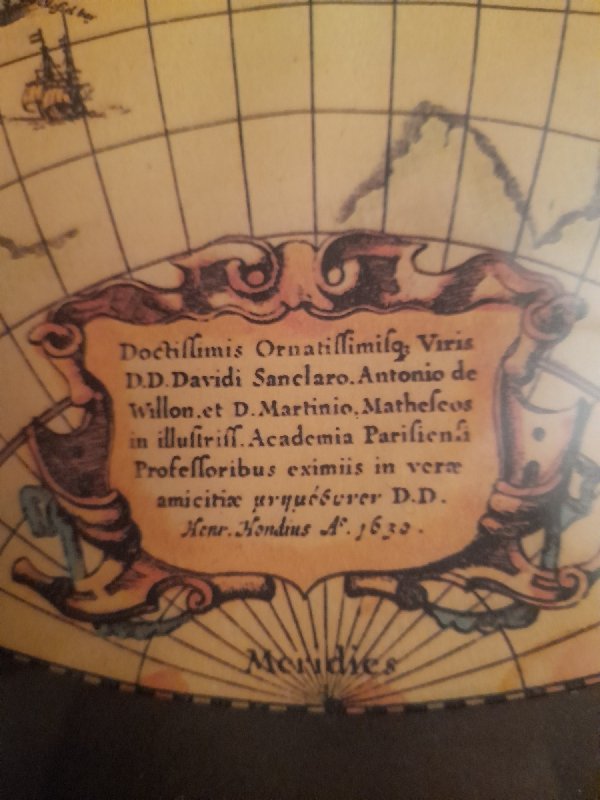 Doctissimis Ornatissimisq; Viris
D.D. Davidi Sanclaro. Antonio de
Willon. et D. Martinio. Matheseos
in illustriss. Academia Parisiensi
Professoribus eximiis in veræ
amicitiæ D.D.
Henr. Hondius Aº. 1630.
Meridies